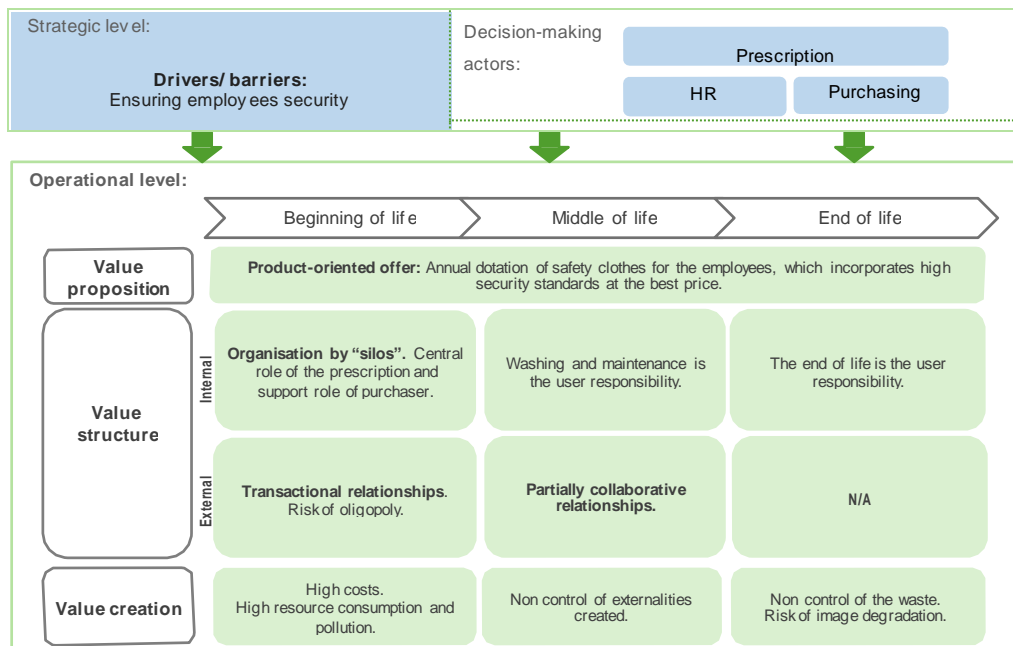 Strategic level:
Drivers/ barriers:
Ensuring employees security
Decision-making
actors:
Prescription
HR
Purchasing
Operational level:
Beginning of life
Middle of life
End of life
Value
proposition
Product-oriented offer: Annual dotation of safety clothes for the employees, which incorporates high
security standards at the best price.
Value
structure
Internal
Organisation by “silos”. Central
role of the prescription and
support role of purchaser.
Washing and maintenance is
the user responsibility.
The end of life is the user
responsibility.
External
Transactional relationships.
Risk of oligopoly.
Partially collaborative
relationships.
N/A
Value creation
High costs.
High resource consumption and
pollution.
Non control of externalities
created.
Non control of the waste.
Risk of image degradation.